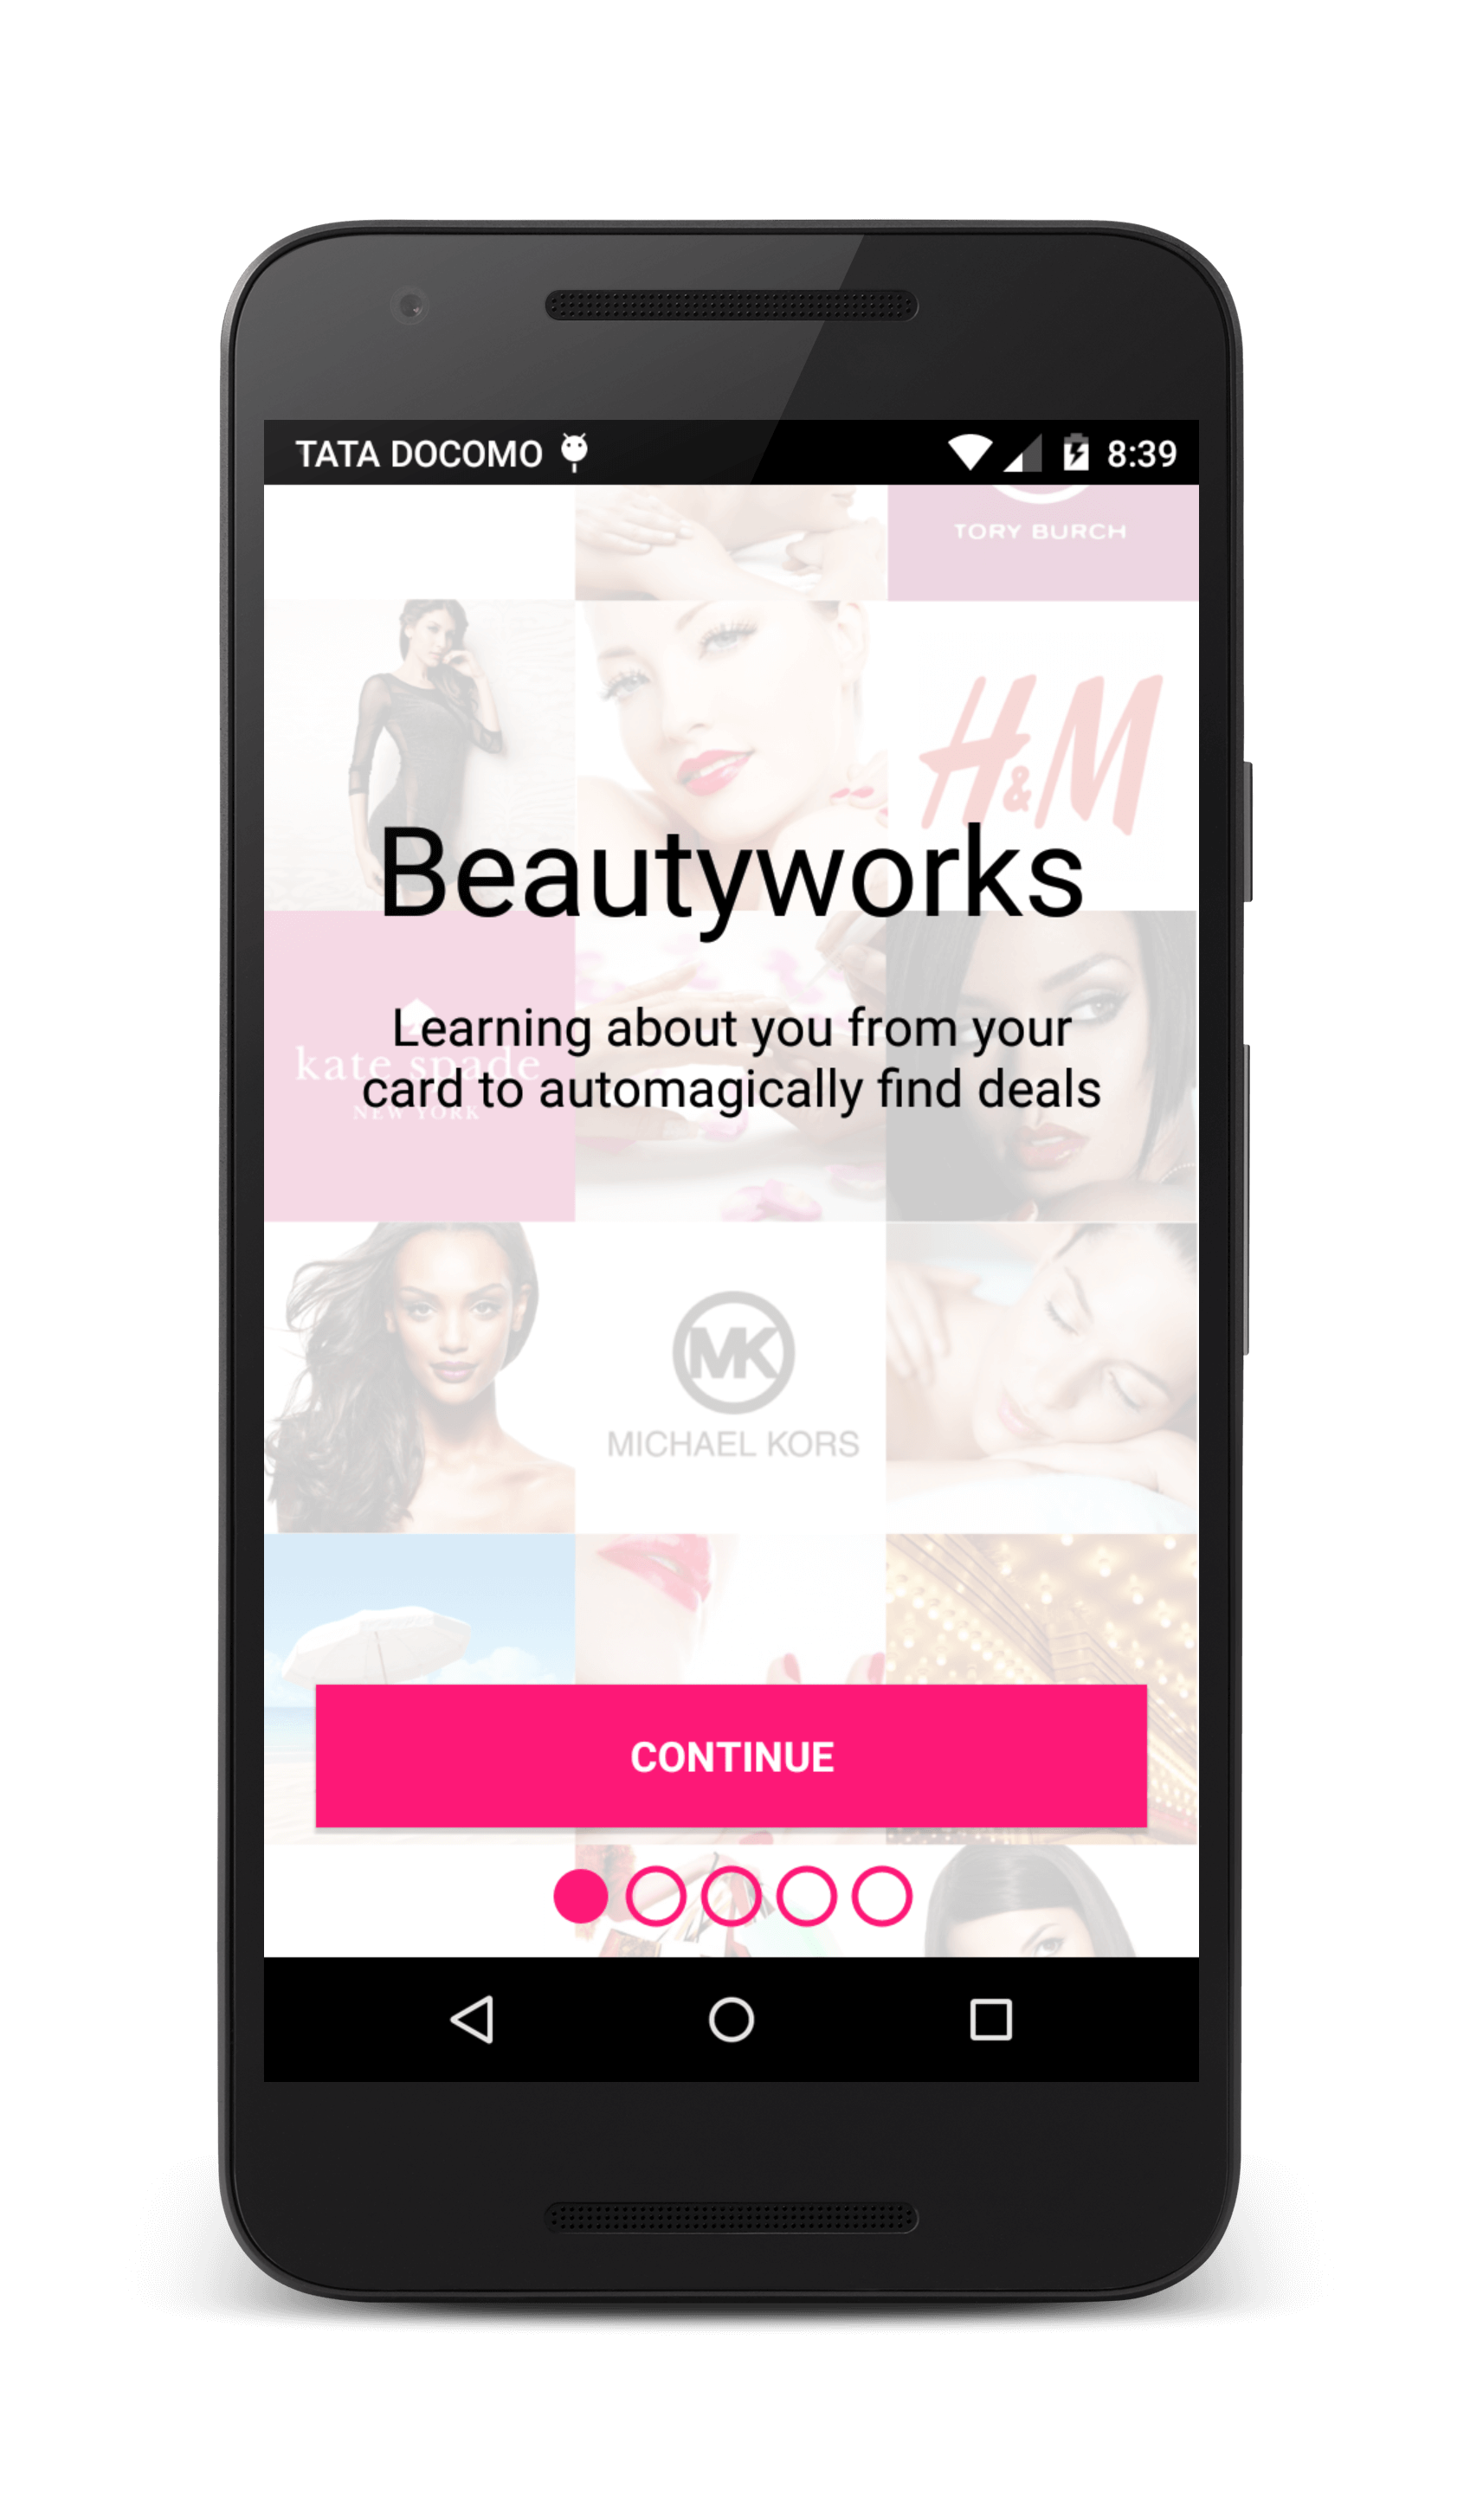 TATA DOCOMO 8:39
TORY BURCH
H&M
Beautyworks
Learning about you from your
card to automagically find deals
kate spade
NEW YORK
MK
MICHAEL KORS
CONTINUE